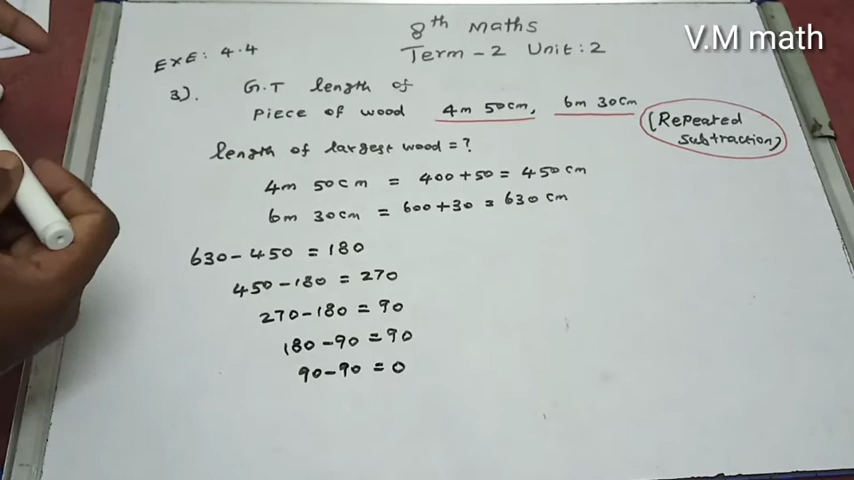 8th Maths
V.M math
EXE: 4.4
Term - 2 Unit: 2
3). G.T length of
piece of wood 4m 50cm, 6m 30cm
(Repeated
subtraction)
length of largest wood = ?
4m 50cm = 400+50 = 450 cm
6m 30cm = 600+30 = 630 cm
630 - 450 = 180
450 - 180 = 270
270 - 180 = 90
180 - 90 = 90
90 - 90 = 0